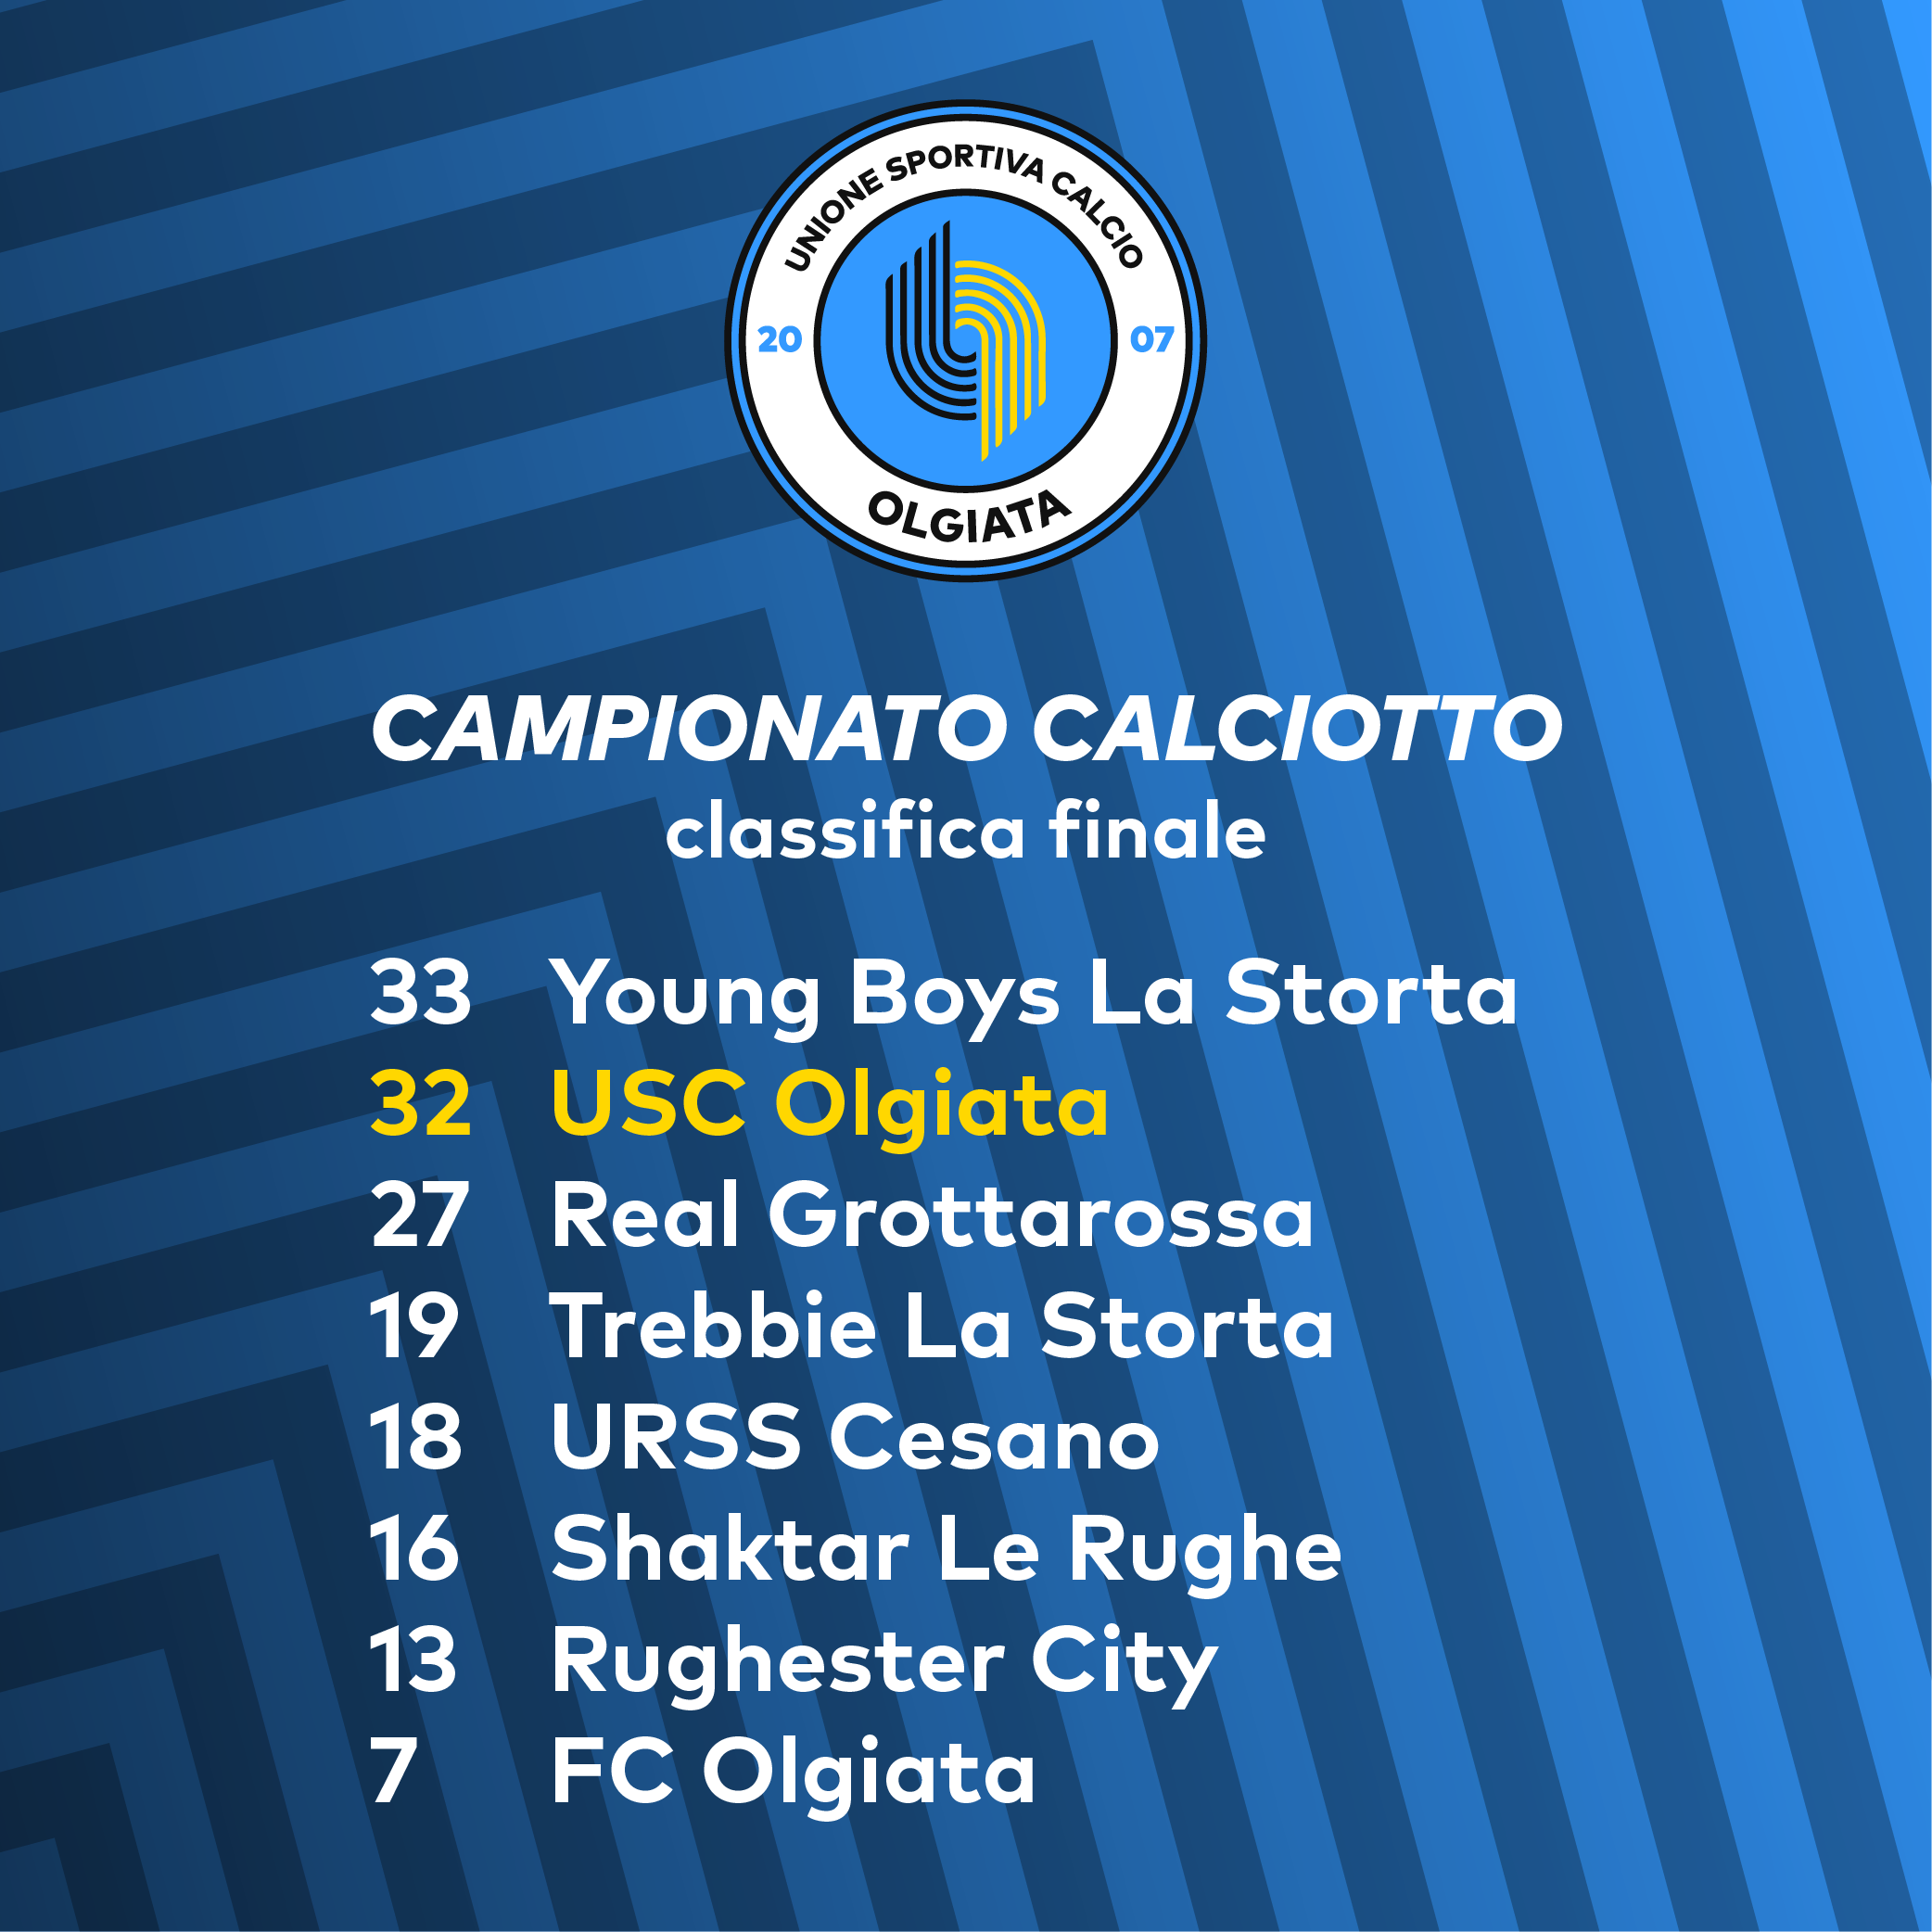 UNIONE SPORTIVA CALCIO
20 07
OLGIATA
CAMPIONATO CALCIOTTO
classifica finale
33 Young Boys La Storta
32 USC Olgiata
27 Real Grottarossa
19 Trebbie La Storta
18 URSS Cesano
16 Shaktar Le Rughe
13 Rughester City
7 FC Olgiata